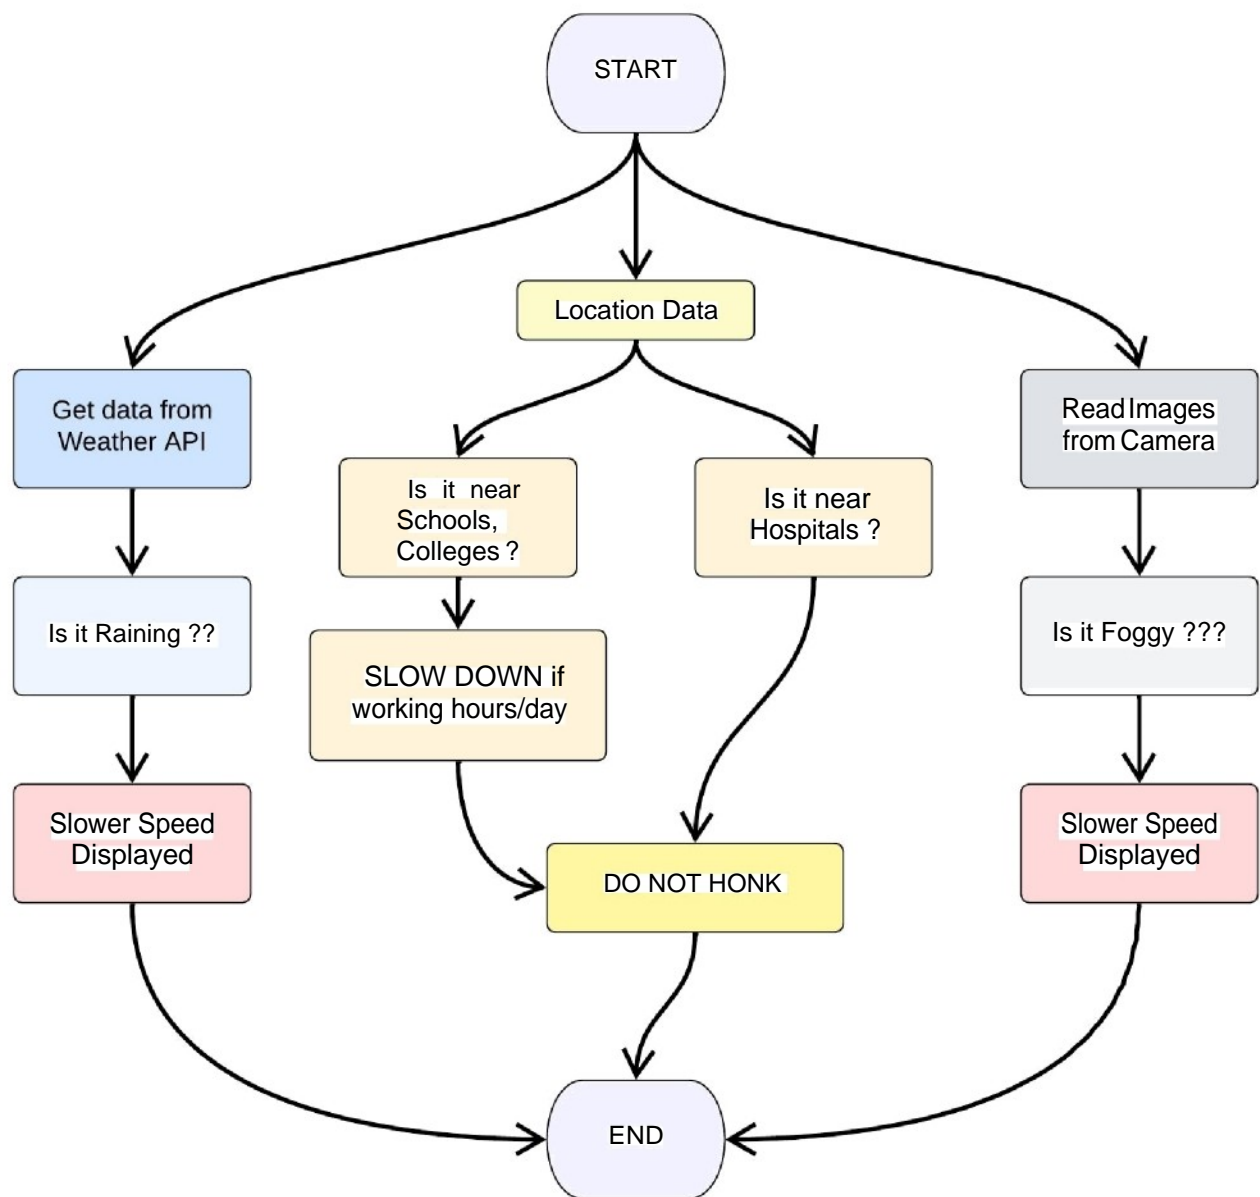 START
Location Data
Get data from
Weather API
Read Images
from Camera
Is it near
Schools,
Colleges ?
Is it near
Hospitals ?
Is it Raining ??
Is it Foggy ???
SLOW DOWN if
working hours/day
Slower Speed
Displayed
DO NOT HONK
Slower Speed
Displayed
END